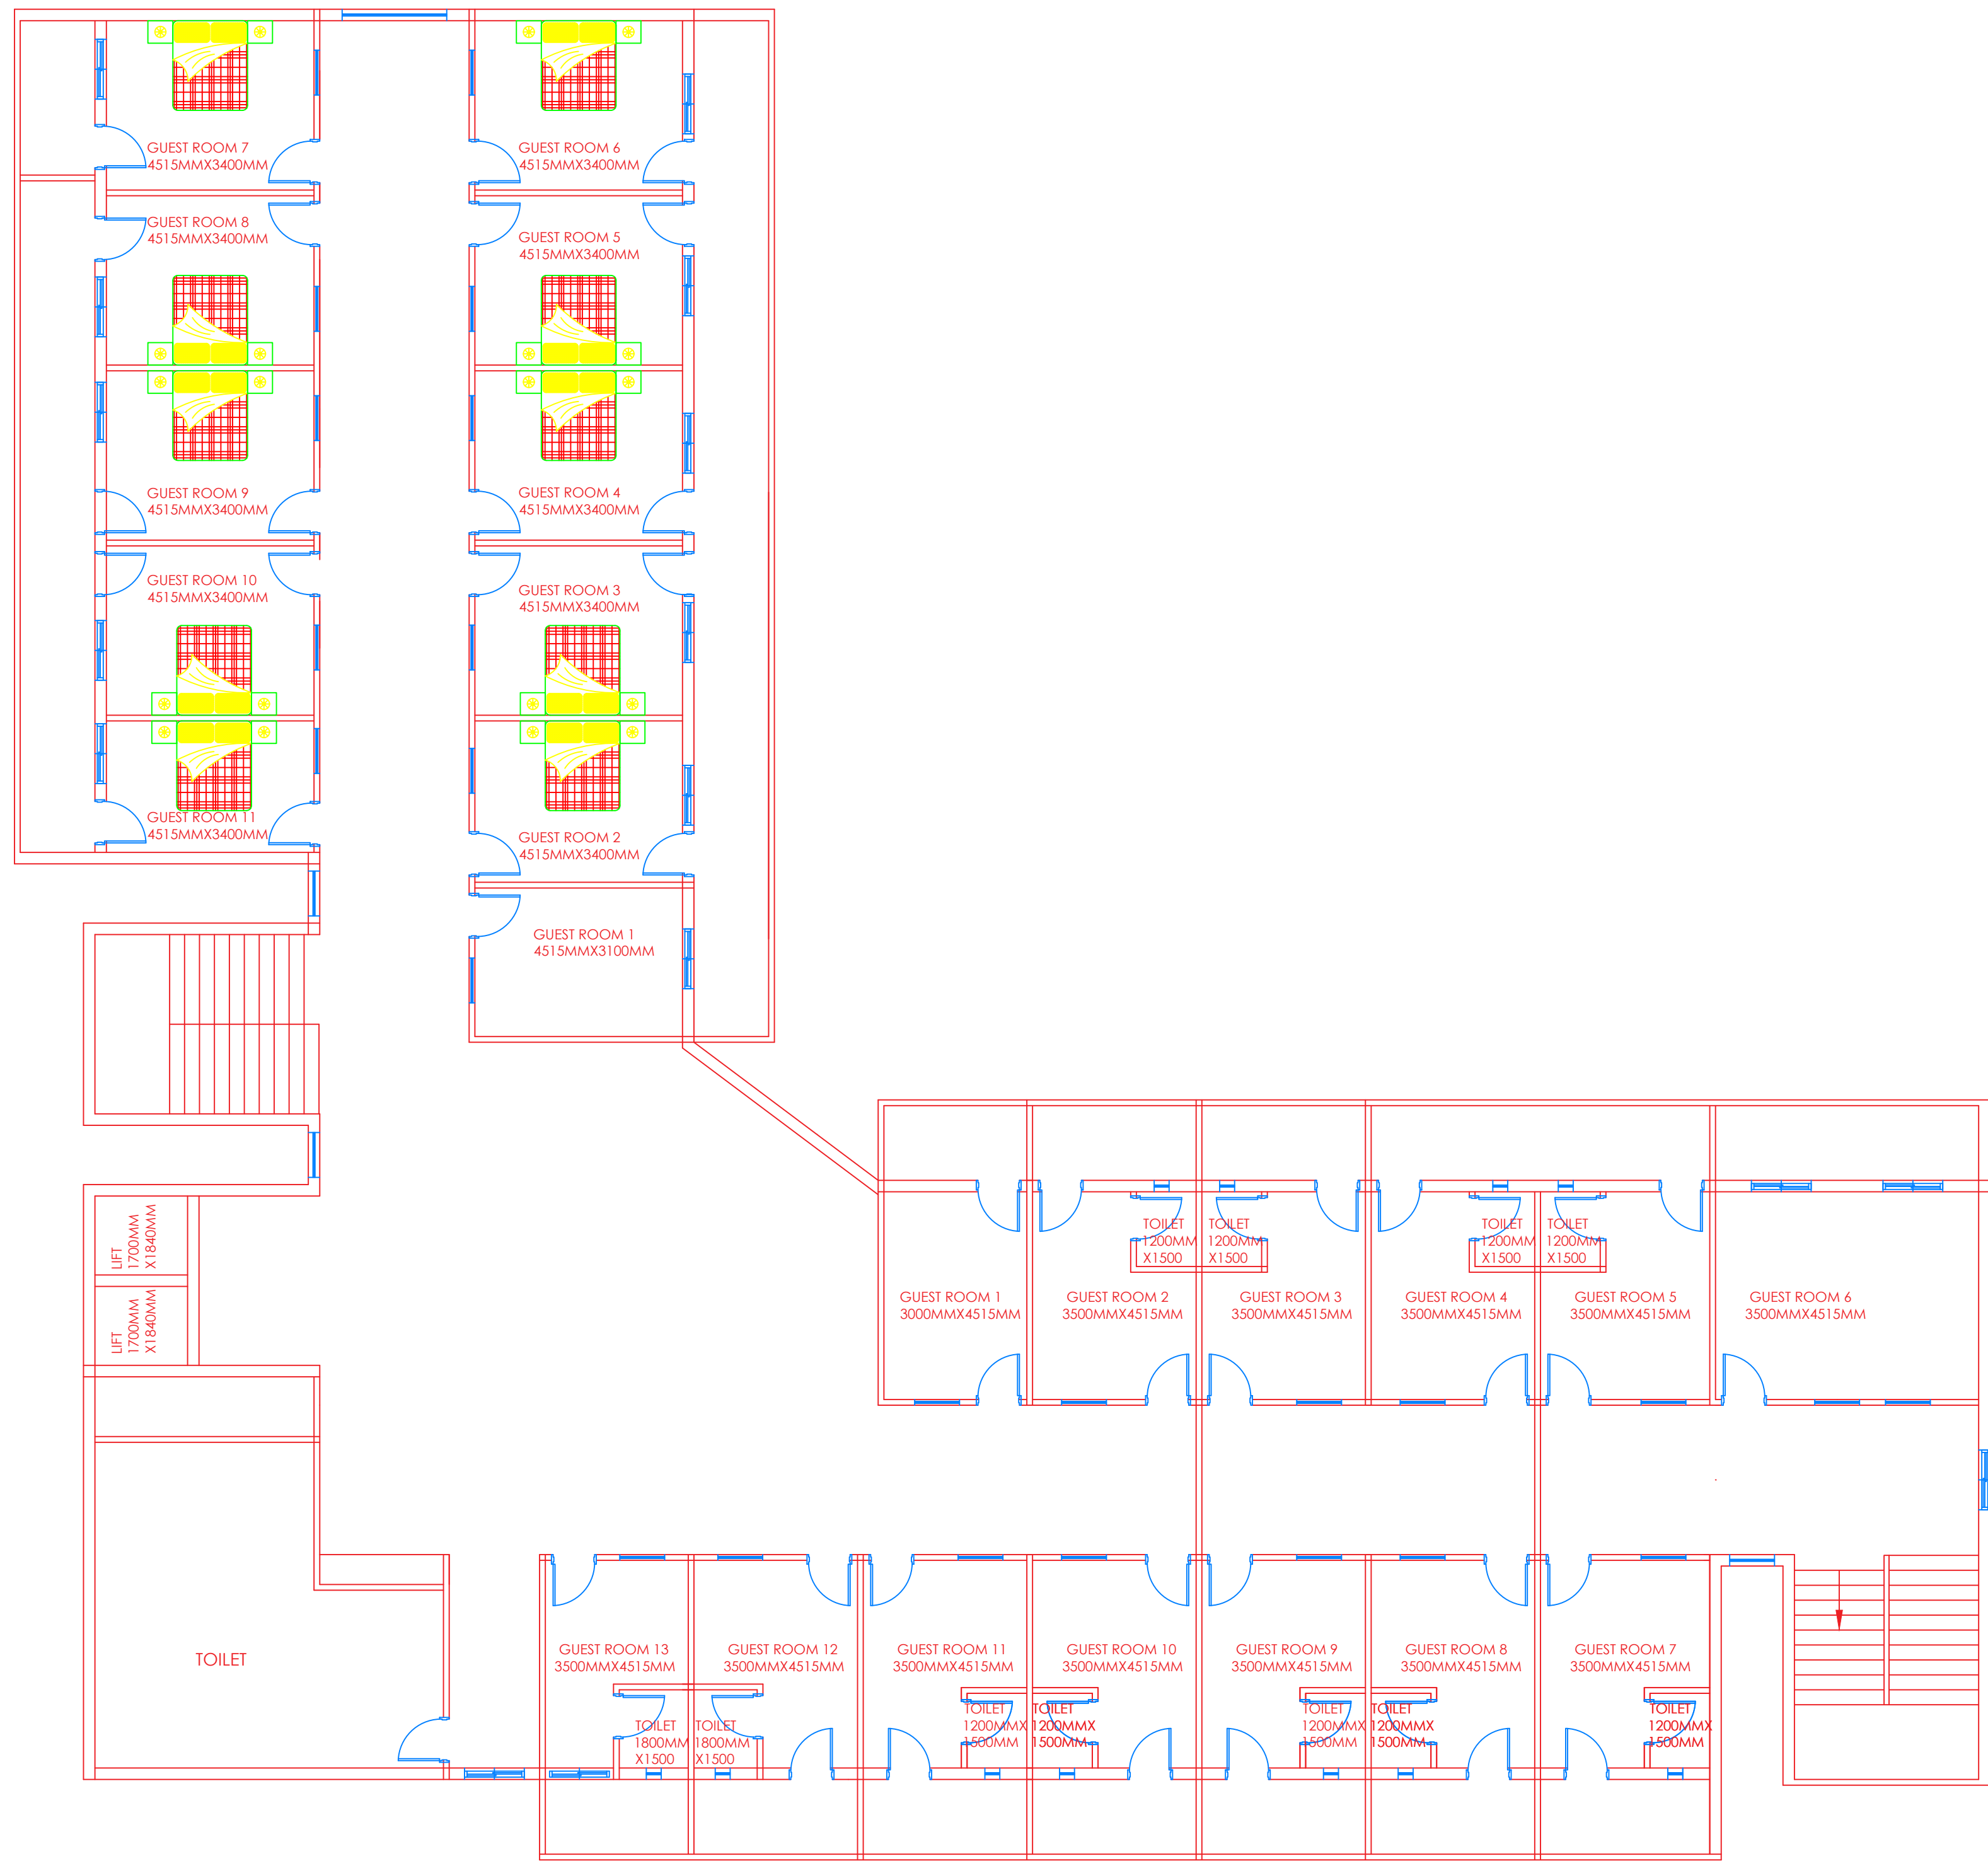 GUEST ROOM 7
4515MMX3400MM
GUEST ROOM 6
4515MMX3400MM
GUEST ROOM 8
4515MMX3400MM
GUEST ROOM 5
4515MMX3400MM
GUEST ROOM 9
4515MMX3400MM
GUEST ROOM 4
4515MMX3400MM
GUEST ROOM 10
4515MMX3400MM
GUEST ROOM 3
4515MMX3400MM
GUEST ROOM 11
4515MMX3400MM
GUEST ROOM 2
4515MMX3400MM
GUEST ROOM 1
4515MMX3100MM
LIFT
1700MM
X1840MM
LIFT
1700MM
X1840MM
TOILET
1200MM
X1500
TOILET
1200MM
X1500
TOILET
1200MM
X1500
TOILET
1200MM
X1500
GUEST ROOM 1
3000MMX4515MM
GUEST ROOM 2
3500MMX4515MM
GUEST ROOM 3
3500MMX4515MM
GUEST ROOM 4
3500MMX4515MM
GUEST ROOM 5
3500MMX4515MM
GUEST ROOM 6
3500MMX4515MM
TOILET
GUEST ROOM 13
3500MMX4515MM
GUEST ROOM 12
3500MMX4515MM
GUEST ROOM 11
3500MMX4515MM
GUEST ROOM 10
3500MMX4515MM
GUEST ROOM 9
3500MMX4515MM
GUEST ROOM 8
3500MMX4515MM
GUEST ROOM 7
3500MMX4515MM
TOILET
1800MM
X1500
TOILET
1800MM
X1500
TOILET
1200MMX
1500MM
TOILET
1200MMX
1500MM
TOILET
1200MMX
1500MM
TOILET
1200MMX
1500MM
TOILET
1200MMX
1500MM